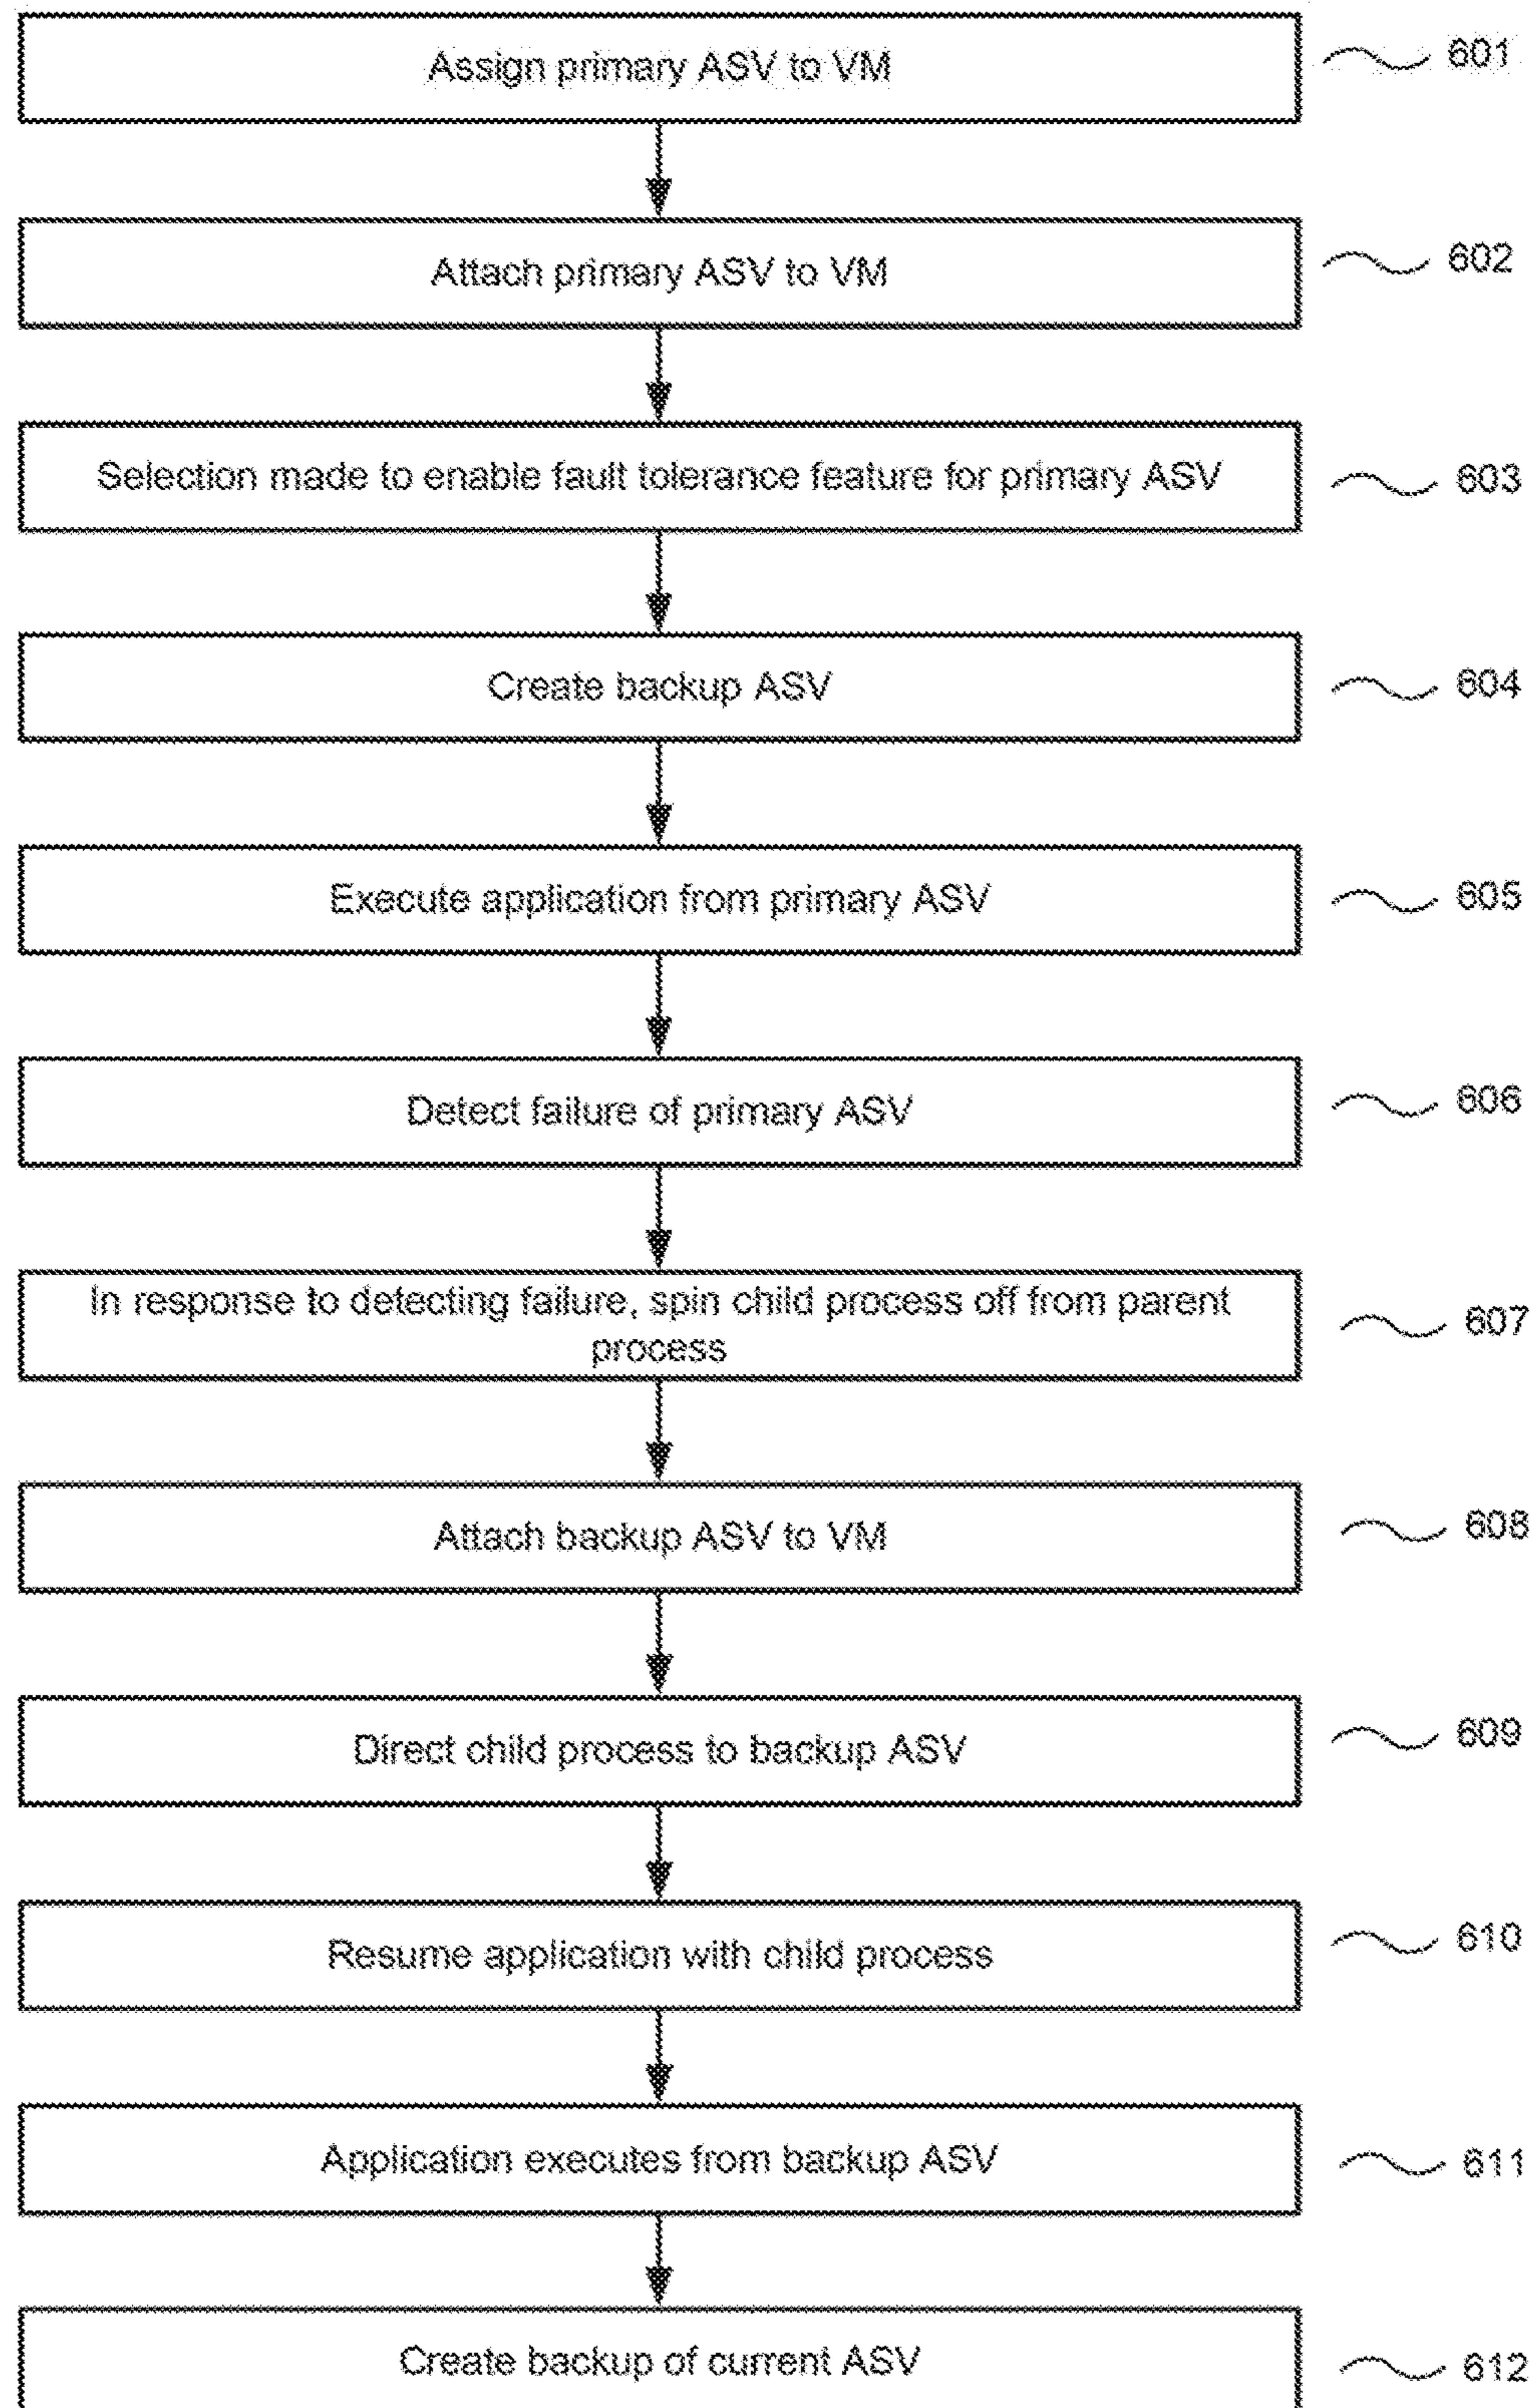 Assign primary ASV to VM
601
Attach primary ASV to VM
602
Selection made to enable fault tolerance feature for primary ASV
603
Create backup ASV
604
Execute application from primary ASV
605
Detect failure of primary ASV
606
In response to detecting failure, spin child process off from parent
process
607
Attach backup ASV to VM
608
Direct child process to backup ASV
609
Resume application with child process
610
Application executes from backup ASV
611
Create backup of current ASV
612